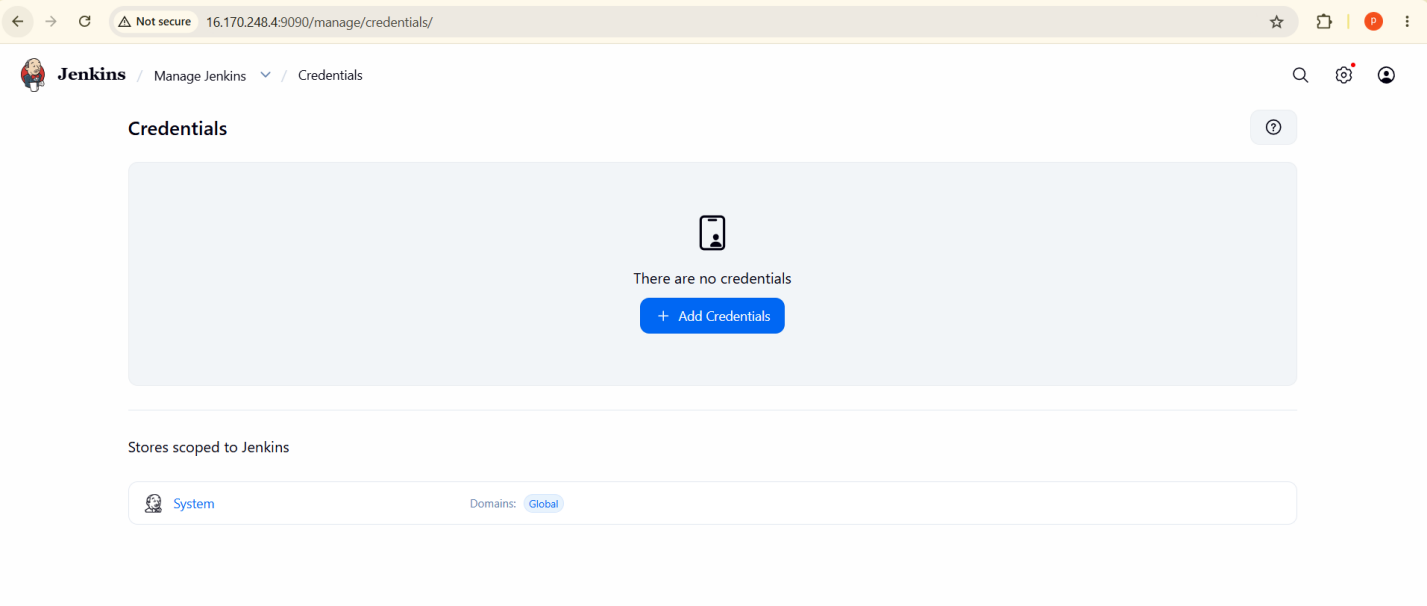 Not secure 16.170.248.4:9090/manage/credentials/ P
Jenkins / Manage Jenkins / Credentials
Credentials
There are no credentials
+ Add Credentials
Stores scoped to Jenkins
System Domains: Global